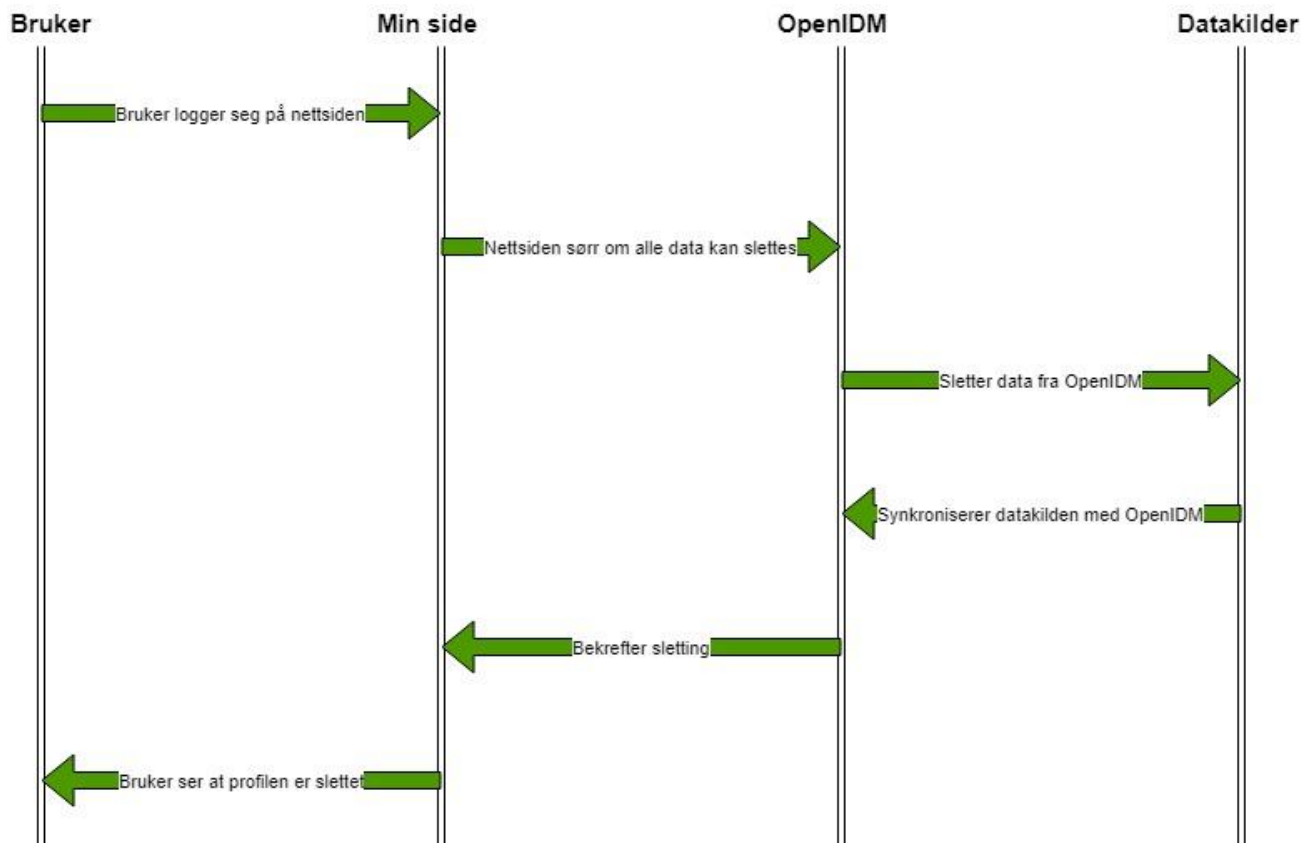 Bruker Min side OpenIDM Datakilder
Bruker logger seg på nettsiden
Nettsiden sørr om alle data kan slettes
Sletter data fra OpenIDM
Synkroniserer datakilden med OpenIDM
Bekrefter sletting
Bruker ser at profilen er slettet